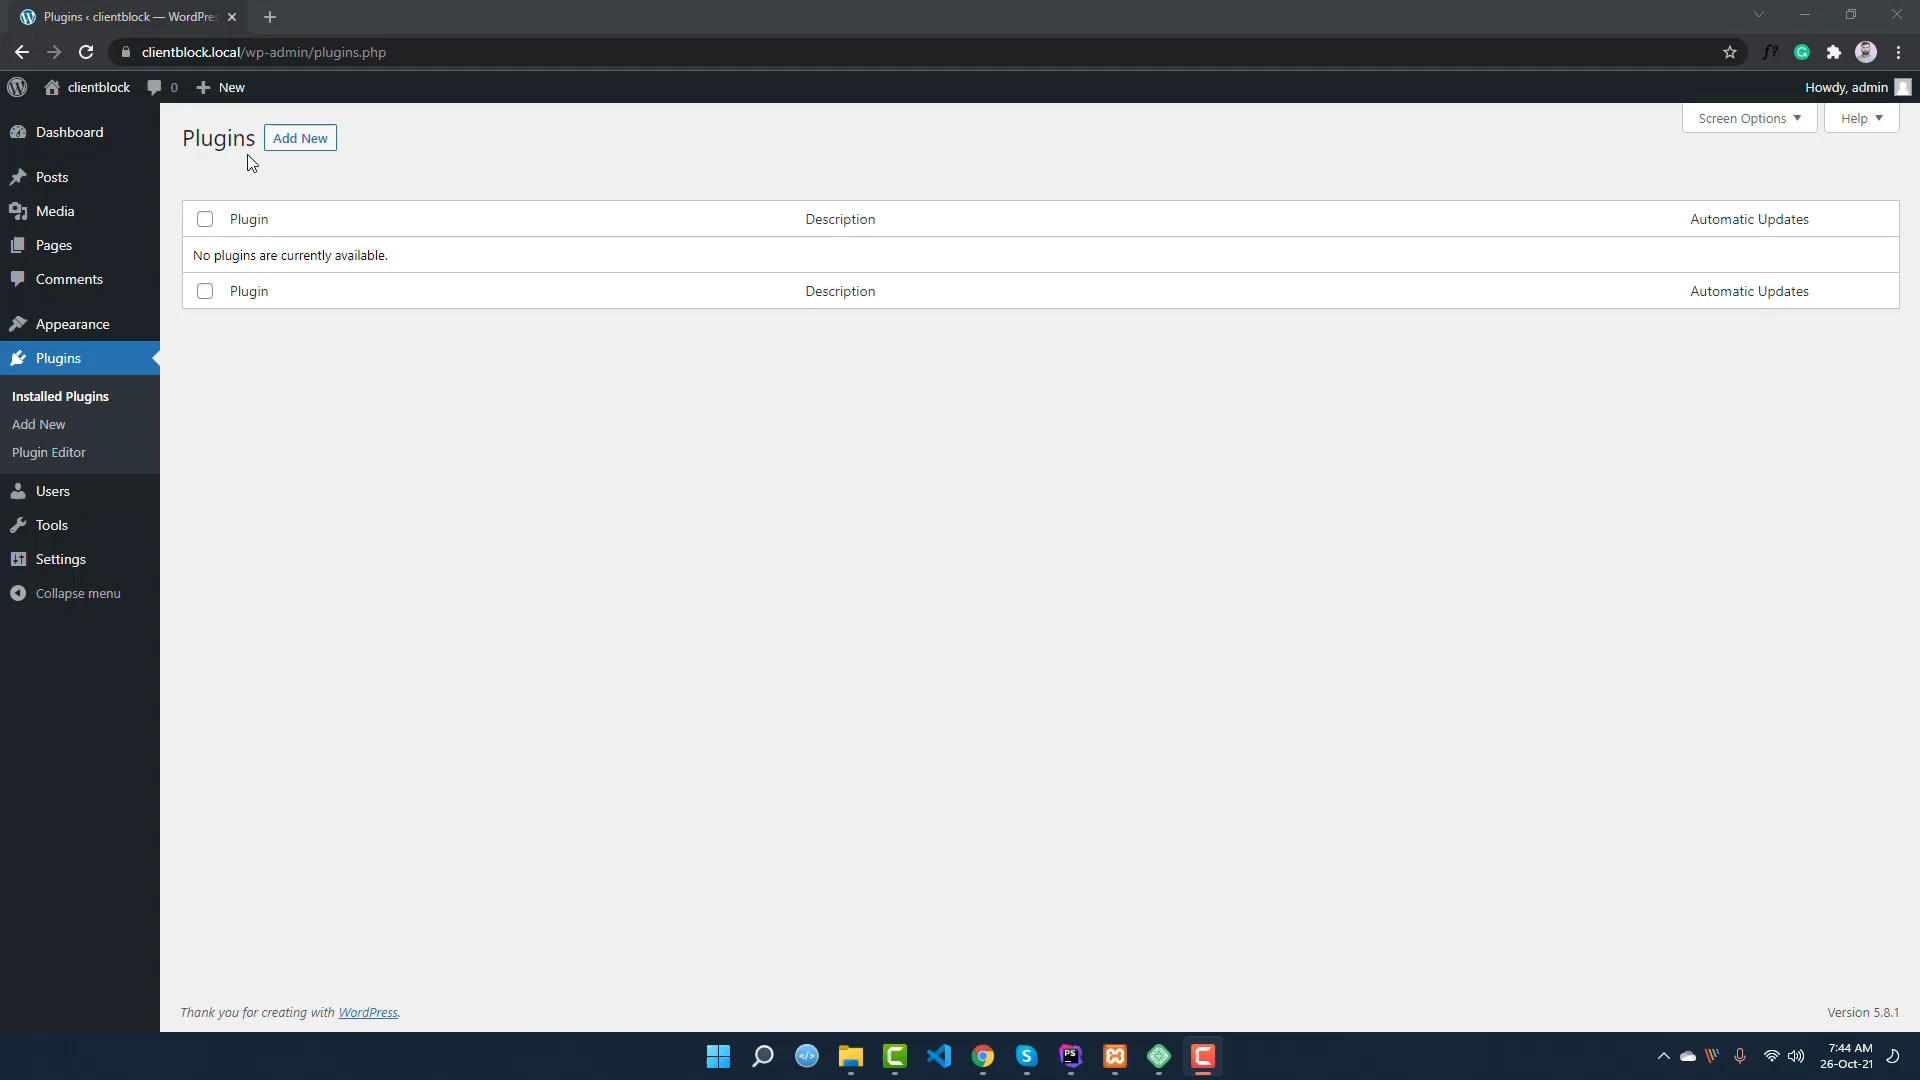 Plugins ‹ clientblock — WordPre
clientblock.local/wp-admin/plugins.php
clientblock 0 New Howdy, admin
Dashboard
Posts
Media
Pages
Comments
Appearance
Plugins
Installed Plugins
Add New
Plugin Editor
Users
Tools
Settings
Collapse menu
Screen Options Help
Plugins Add New
Plugin Description Automatic Updates
No plugins are currently available.
Plugin Description Automatic Updates
Thank you for creating with WordPress. Version 5.8.1
PS
7:44 AM
26-Oct-21